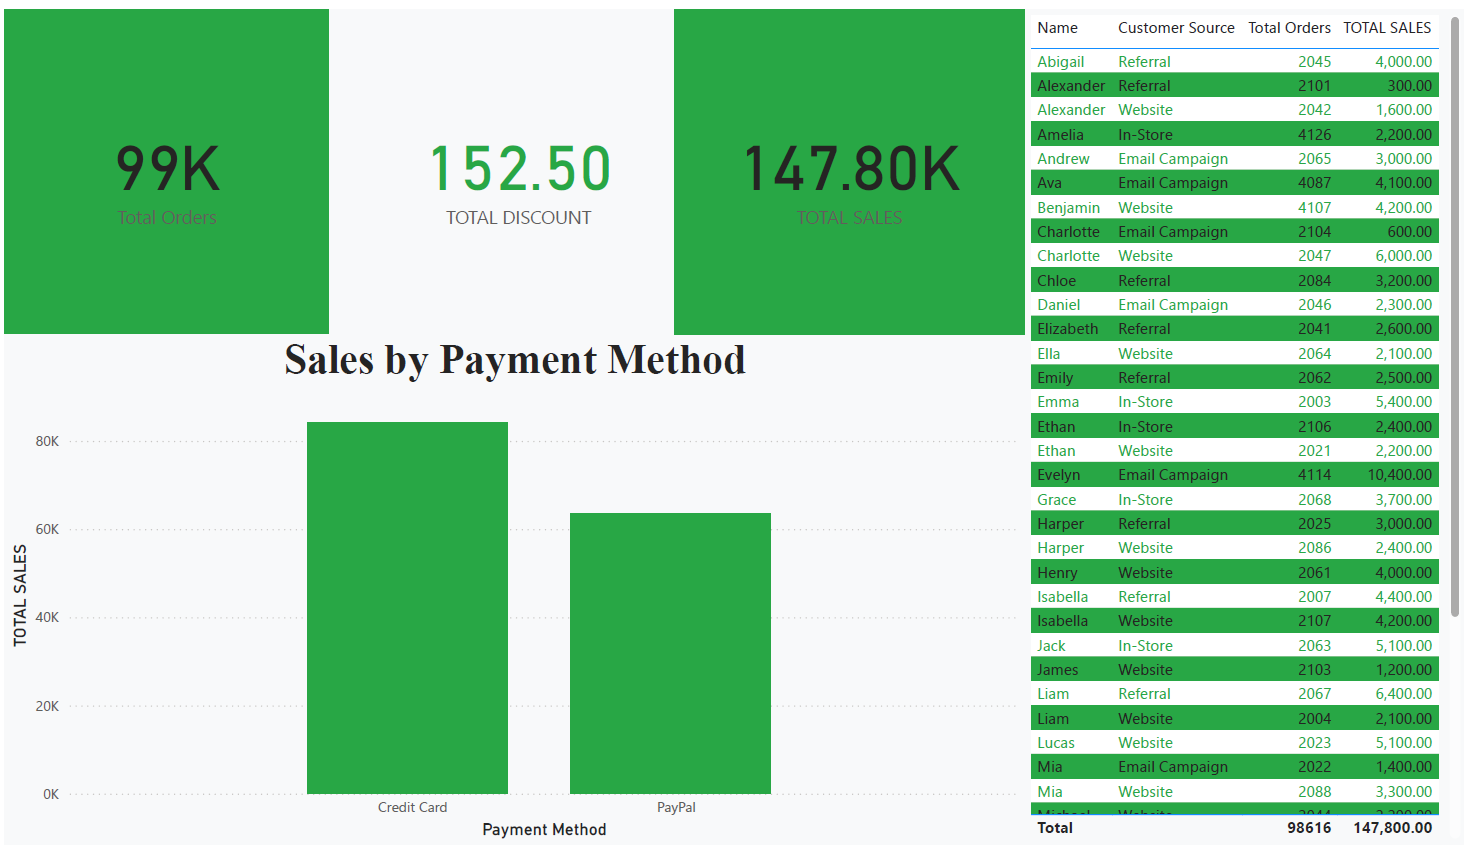 99K
Total Orders
152.50
TOTAL DISCOUNT
147.80K
TOTAL SALES
Sales by Payment Method
80K
60K
40K
20K
0K
TOTAL SALES
Credit Card PayPal
Payment Method
Name Customer Source Total Orders TOTAL SALES
Abigail Referral 2045 4,000.00
Alexander Referral 2101 300.00
Alexander Website 2042 1,600.00
Amelia In-Store 4126 2,200.00
Andrew Email Campaign 2065 3,000.00
Ava Email Campaign 4087 4,100.00
Benjamin Website 4107 4,200.00
Charlotte Email Campaign 2104 600.00
Charlotte Website 2047 6,000.00
Chloe Referral 2084 3,200.00
Daniel Email Campaign 2046 2,300.00
Elizabeth Referral 2041 2,600.00
Ella Website 2064 2,100.00
Emily Referral 2062 2,500.00
Emma In-Store 2003 5,400.00
Ethan In-Store 2106 2,400.00
Ethan Website 2021 2,200.00
Evelyn Email Campaign 4114 10,400.00
Grace In-Store 2068 3,700.00
Harper Referral 2025 3,000.00
Harper Website 2086 2,400.00
Henry Website 2061 4,000.00
Isabella Referral 2007 4,400.00
Isabella Website 2107 4,200.00
Jack In-Store 2063 5,100.00
James Website 2103 1,200.00
Liam Referral 2067 6,400.00
Liam Website 2004 2,100.00
Lucas Website 2023 5,100.00
Mia Email Campaign 2022 1,400.00
Mia Website 2088 3,300.00
Total 98616 147,800.00